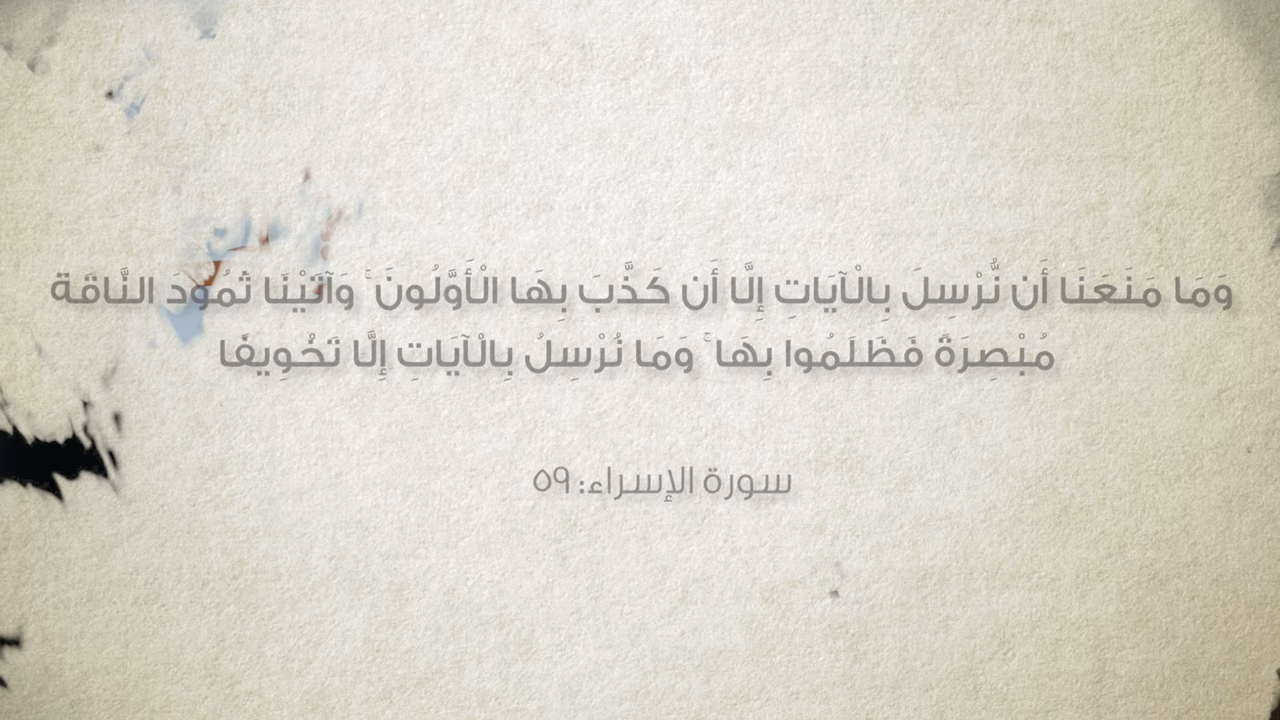 وَمَا مَنَعَنَا أَن نُّرْسِلَ بِالْآيَاتِ إِلَّا أَن كَذَّبَ بِهَا الْأَوَّلُونَ ۚ وَآتَيْنَا ثَمُودَ النَّاقَةَ
مُبْصِرَةً فَظَلَمُوا بِهَا ۚ وَمَا نُرْسِلُ بِالْآيَاتِ إِلَّا تَخْوِيفًا
سورة الإسراء: ٥٩